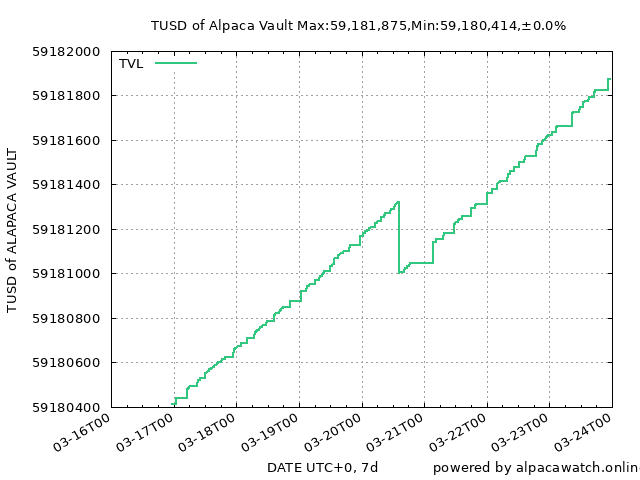 TUSD of Alpaca Vault Max:59,181,875,Min:59,180,414,±0.0%
TVL
TUSD of ALAPACA VAULT
59182000
59181800
59181600
59181400
59181200
59181000
59180800
59180600
59180400
03-16T00
03-17T00
03-18T00
03-19T00
03-20T00
03-21T00
03-22T00
03-23T00
03-24T00
DATE UTC+0, 7d
powered by alpacawatch.onlin